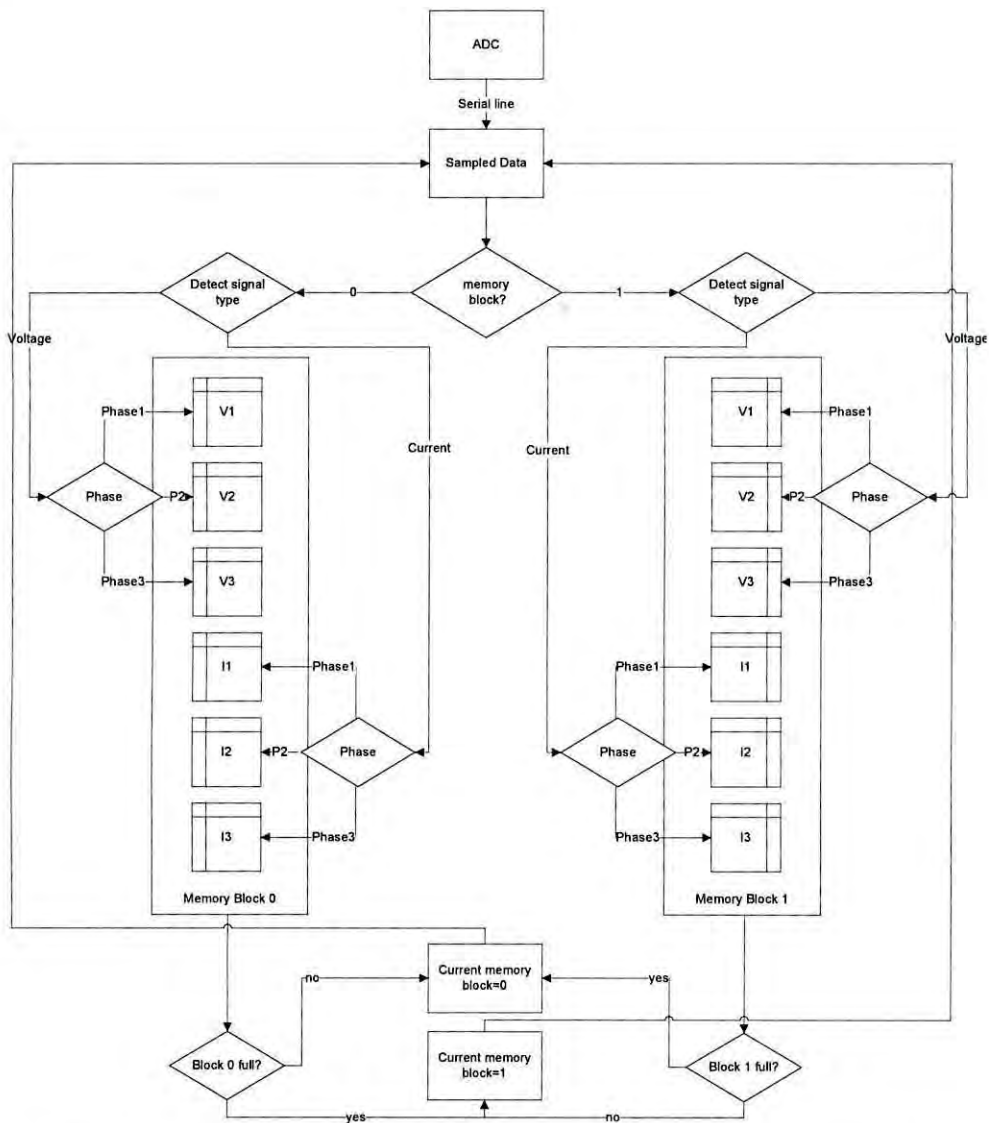 ADC
Serial line
Sampled Data
Detect signal
type
0
memory
block?
1
Detect signal
type
Voltage
Voltage
Phase1
V1
V1
Phase1
Current
Current
Phase
P2
V2
V2
P2
Phase
Phase3
V3
V3
Phase3
I1
Phase1
Phase1
I1
I2
P2
Phase
Phase
P2
I2
I3
Phase3
Phase3
I3
Memory Block 0
Memory Block 1
no
Current memory
block=0
yes
Block 0 full?
Current memory
block=1
Block 1 full?
yes
no